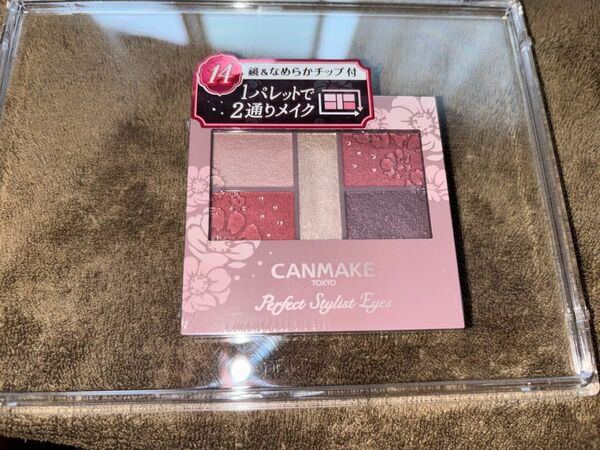 14
鏡&なめらかチップ付
1パレットで
2通りメイク
CANMAKE
TOKYO
Perfect Stylist Eyes